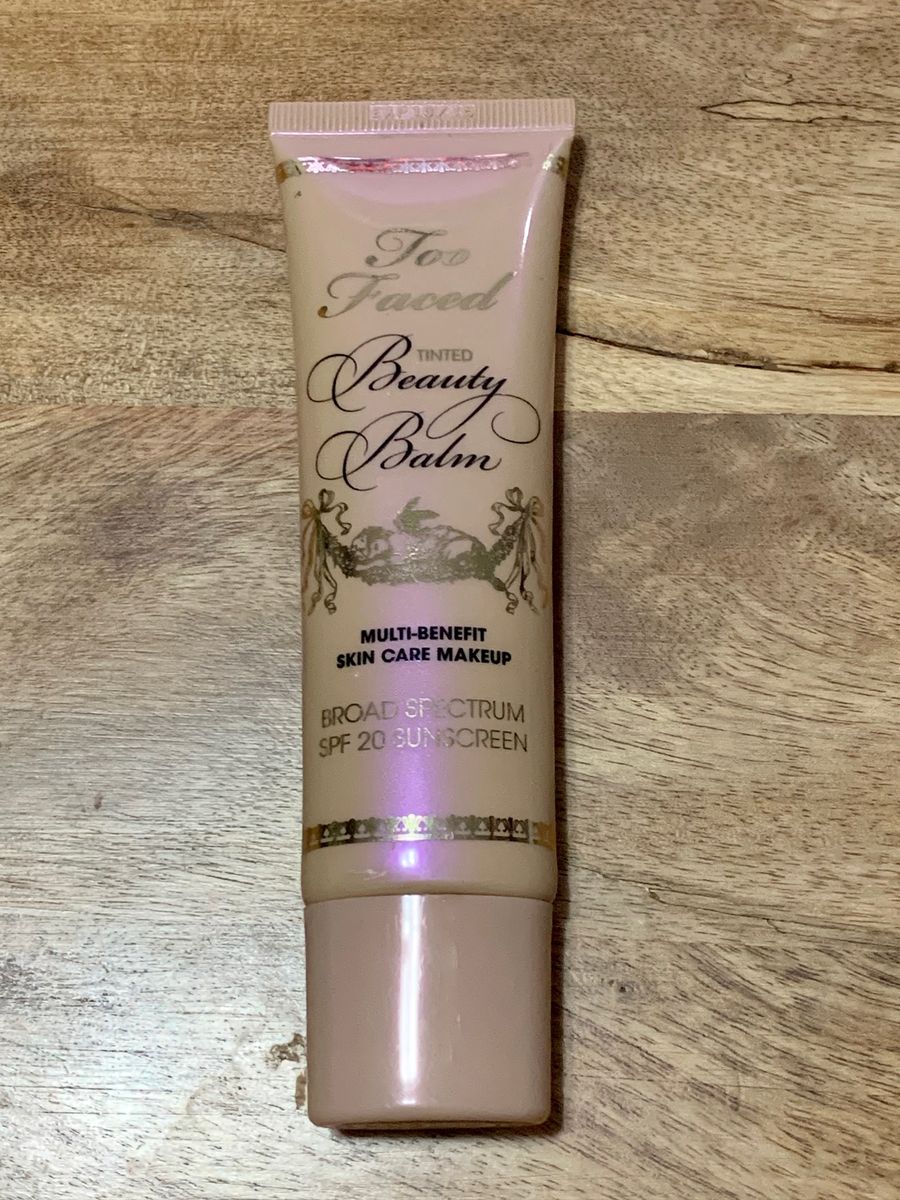 Too
Faced
TINTED
Beauty
Balm
MULTI-BENEFIT
SKIN CARE MAKEUP
BROAD SPECTRUM
SPF 20 SUNSCREEN